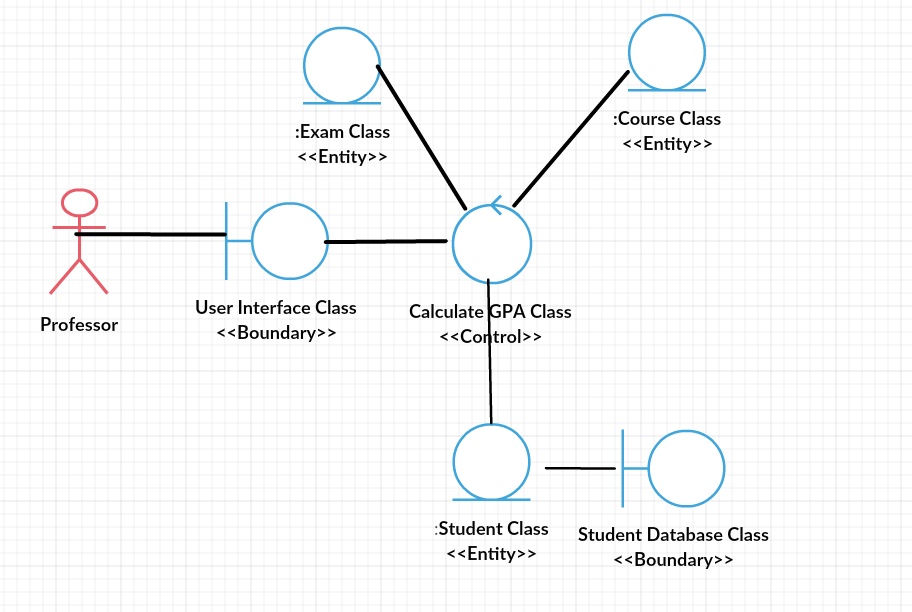 :Exam Class
<<Entity>>
:Course Class
<<Entity>>
Professor
User Interface Class
<<Boundary>>
Calculate GPA Class
<<Control>>
:Student Class
<<Entity>>
Student Database Class
<<Boundary>>